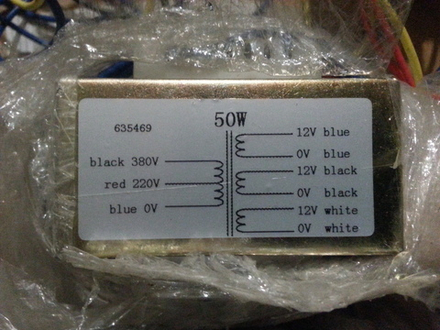 50W
635469
black 380V
red 220V
blue 0V
12V blue
0V blue
12V black
0V black
12V white
0V white